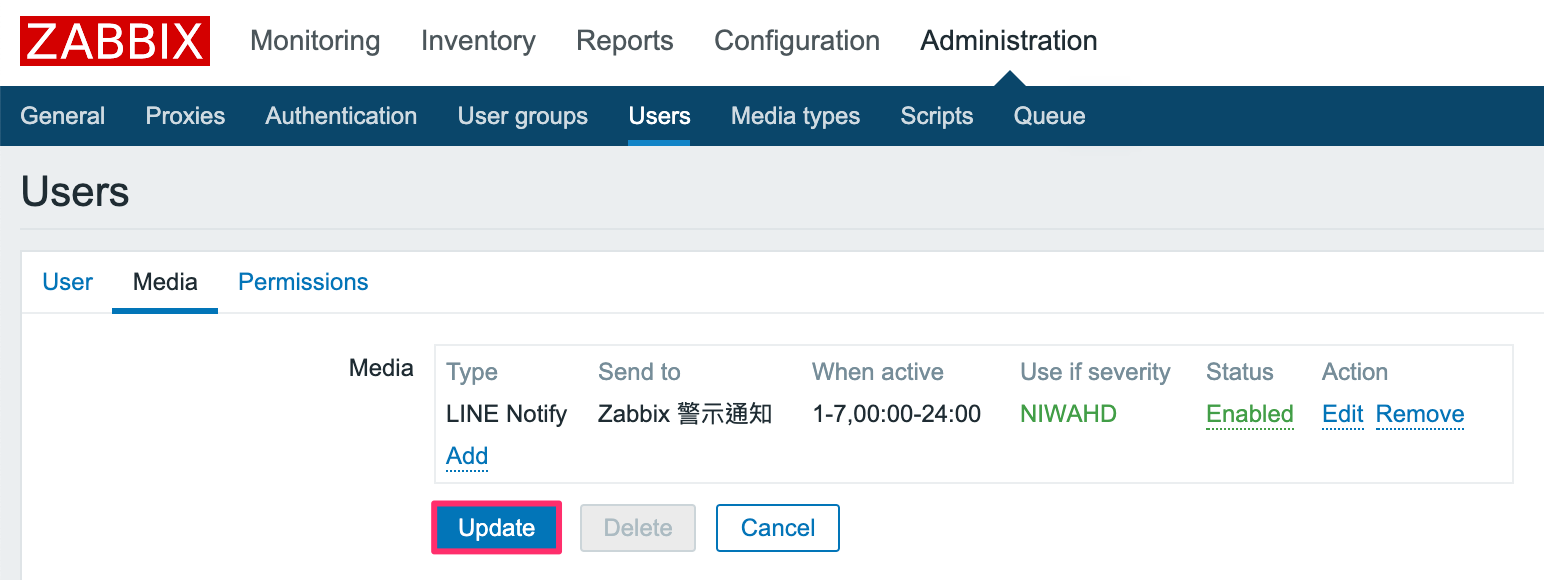 ZABBIX Monitoring Inventory Reports Configuration Administration
General Proxies Authentication User groups Users Media types Scripts Queue
Users
User Media Permissions
Media Type Send to When active Use if severity Status Action
LINE Notify Zabbix 警示通知 1-7,00:00-24:00 NIWAHD Enabled Edit Remove
Add
Update Delete Cancel